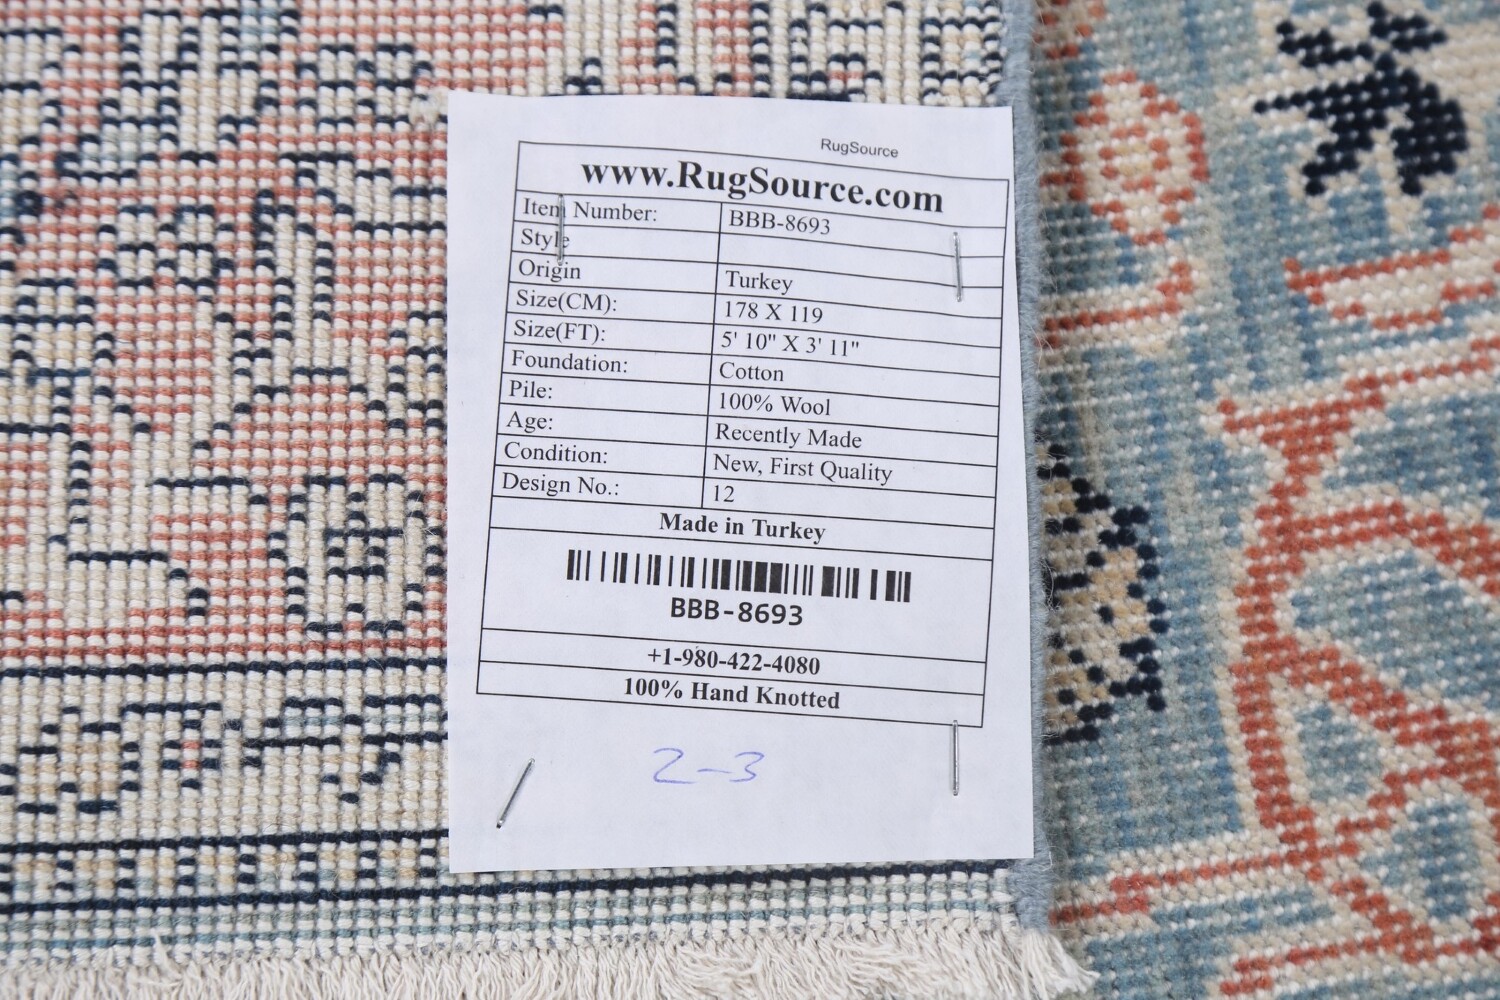 RugSource
www.RugSource.com
Item Number: BBB-8693
Style
Origin Turkey
Size(CM): 178 X 119
Size(FT): 5' 10" X 3' 11"
Foundation: Cotton
Pile: 100% Wool
Age: Recently Made
Condition: New, First Quality
Design No.: 12
Made in Turkey
BBB-8693
+1-980-422-4080
100% Hand Knotted
2-3